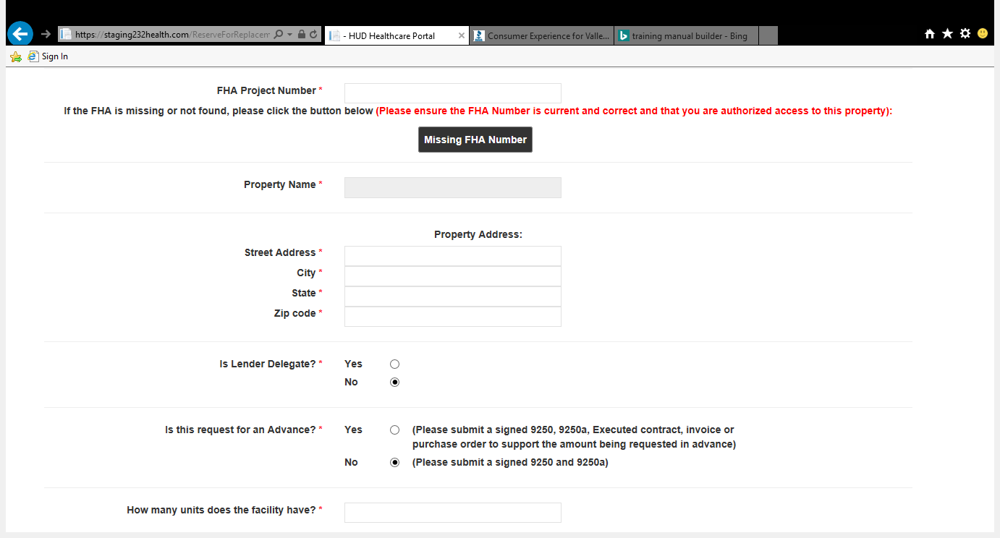 https://staging232health.com/ReserveForReplacem
- HUD Healthcare Portal
Consumer Experience for Valle...
training manual builder - Bing
Sign In
FHA Project Number *
If the FHA is missing or not found, please click the button below (Please ensure the FHA Number is current and correct and that you are authorized access to this property):
Missing FHA Number
Property Name *
Property Address:
Street Address *
City *
State *
Zip code *
Is Lender Delegate? * Yes
No
Is this request for an Advance? * Yes (Please submit a signed 9250, 9250a, Executed contract, invoice or
purchase order to support the amount being requested in advance)
No (Please submit a signed 9250 and 9250a)
How many units does the facility have? *